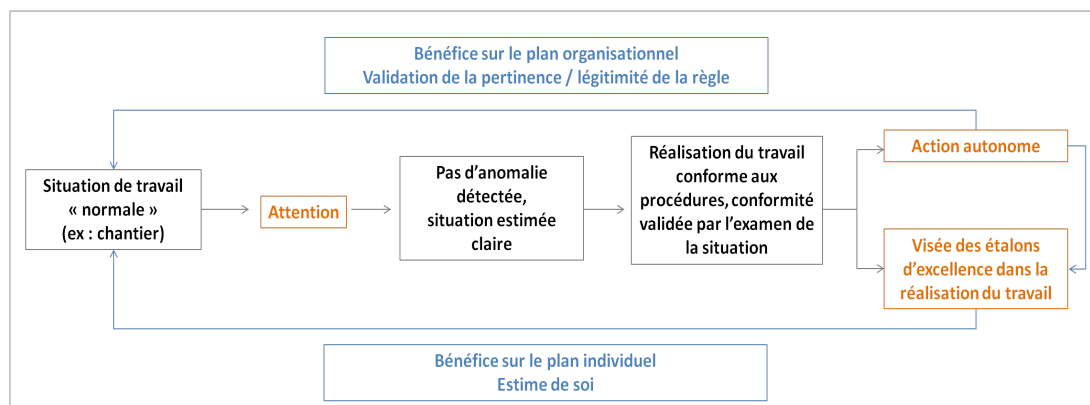 Bénéfice sur le plan organisationnel
Validation de la pertinence / légitimité de la règle
Situation de travail
« normale »
(ex : chantier)
Attention
Pas d’anomalie
détectée,
situation estimée
claire
Réalisation du travail
conforme aux
procédures, conformité
validée par l’examen de
la situation
Action autonome
Visée des étalons
d’excellence dans la
réalisation du travail
Bénéfice sur le plan individuel
Estime de soi